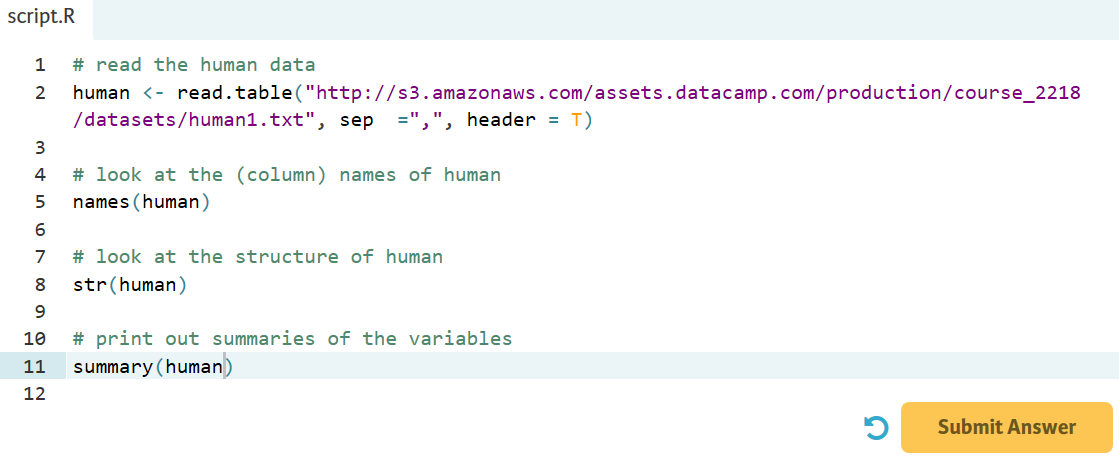 script.R
1 # read the human data
2 human <- read.table("http://s3.amazonaws.com/assets.datacamp.com/production/course_2218
/datasets/human1.txt", sep  =",", header = T)
3
4 # look at the (column) names of human
5 names(human)
6
7 # look at the structure of human
8 str(human)
9
10 # print out summaries of the variables
11 summary(human)
12
Submit Answer